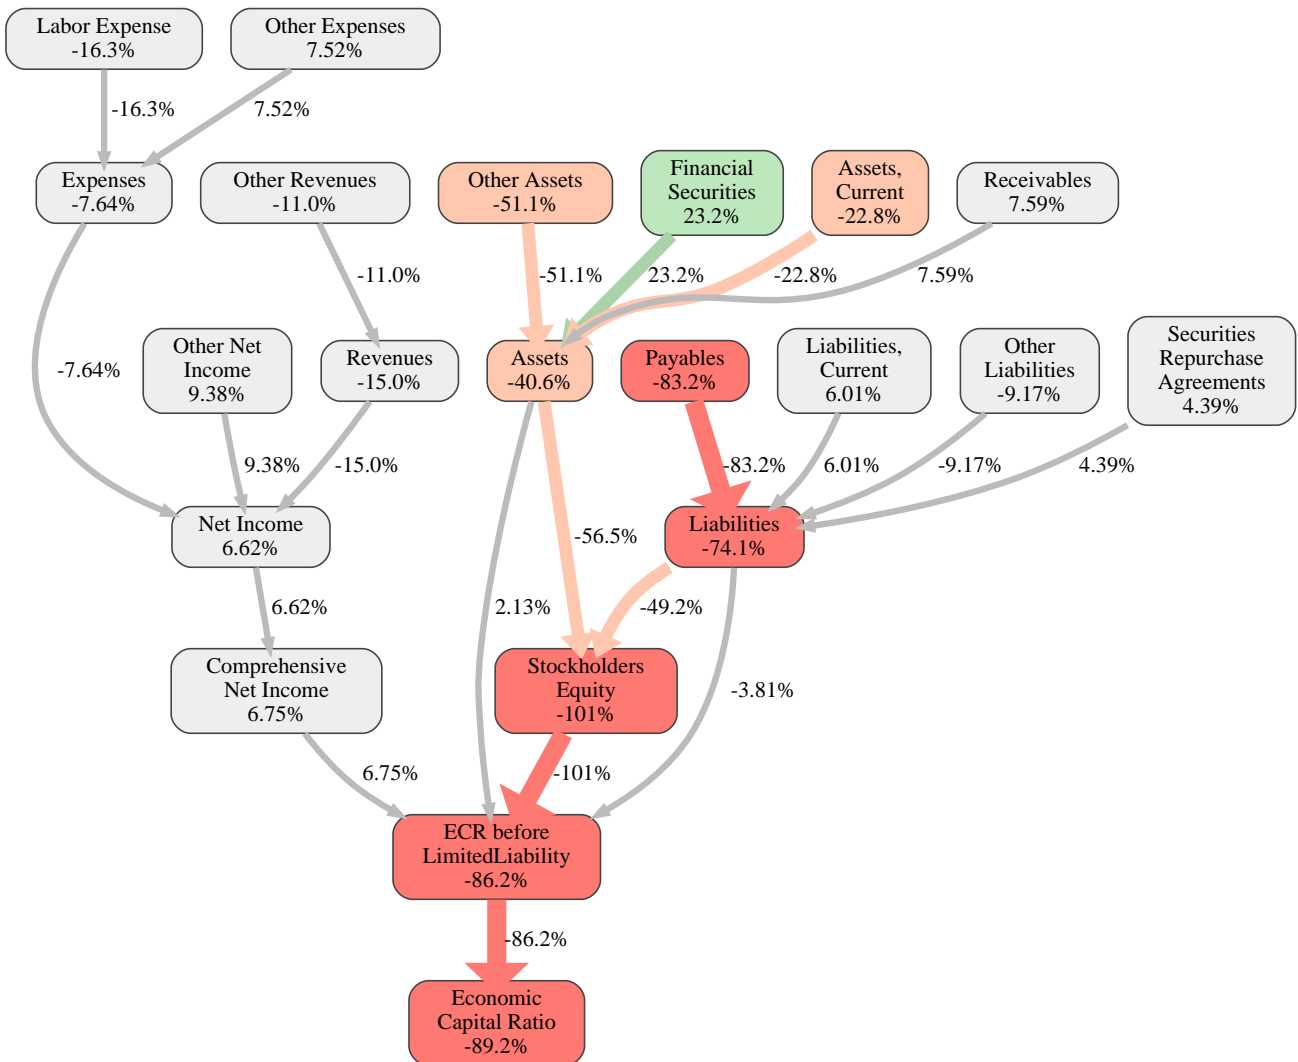 Labor Expense
-16.3%
Other Expenses
7.52%
-16.3%
7.52%
Expenses
-7.64%
Other Revenues
-11.0%
Other Assets
-51.1%
Financial
Securities
23.2%
Assets,
Current
-22.8%
Receivables
7.59%
-11.0%
-51.1%
23.2%
-22.8%
7.59%
-7.64%
Other Net
Income
9.38%
Revenues
-15.0%
Assets
-40.6%
Payables
-83.2%
Liabilities,
Current
6.01%
Other
Liabilities
-9.17%
Securities
Repurchase
Agreements
4.39%
9.38%
-15.0%
-83.2%
6.01%
-9.17%
4.39%
Net Income
6.62%
-56.5%
Liabilities
-74.1%
6.62%
2.13%
-49.2%
Comprehensive
Net Income
6.75%
Stockholders
Equity
-101%
-3.81%
6.75%
-101%
ECR before
LimitedLiability
-86.2%
-86.2%
Economic
Capital Ratio
-89.2%